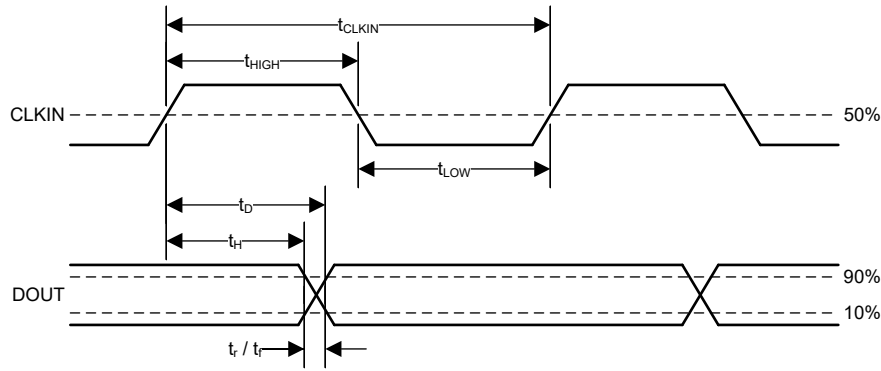 tCLKIN
tHIGH
CLKIN
50%
tLOW
tD
tH
DOUT
90%
10%
tr / tf